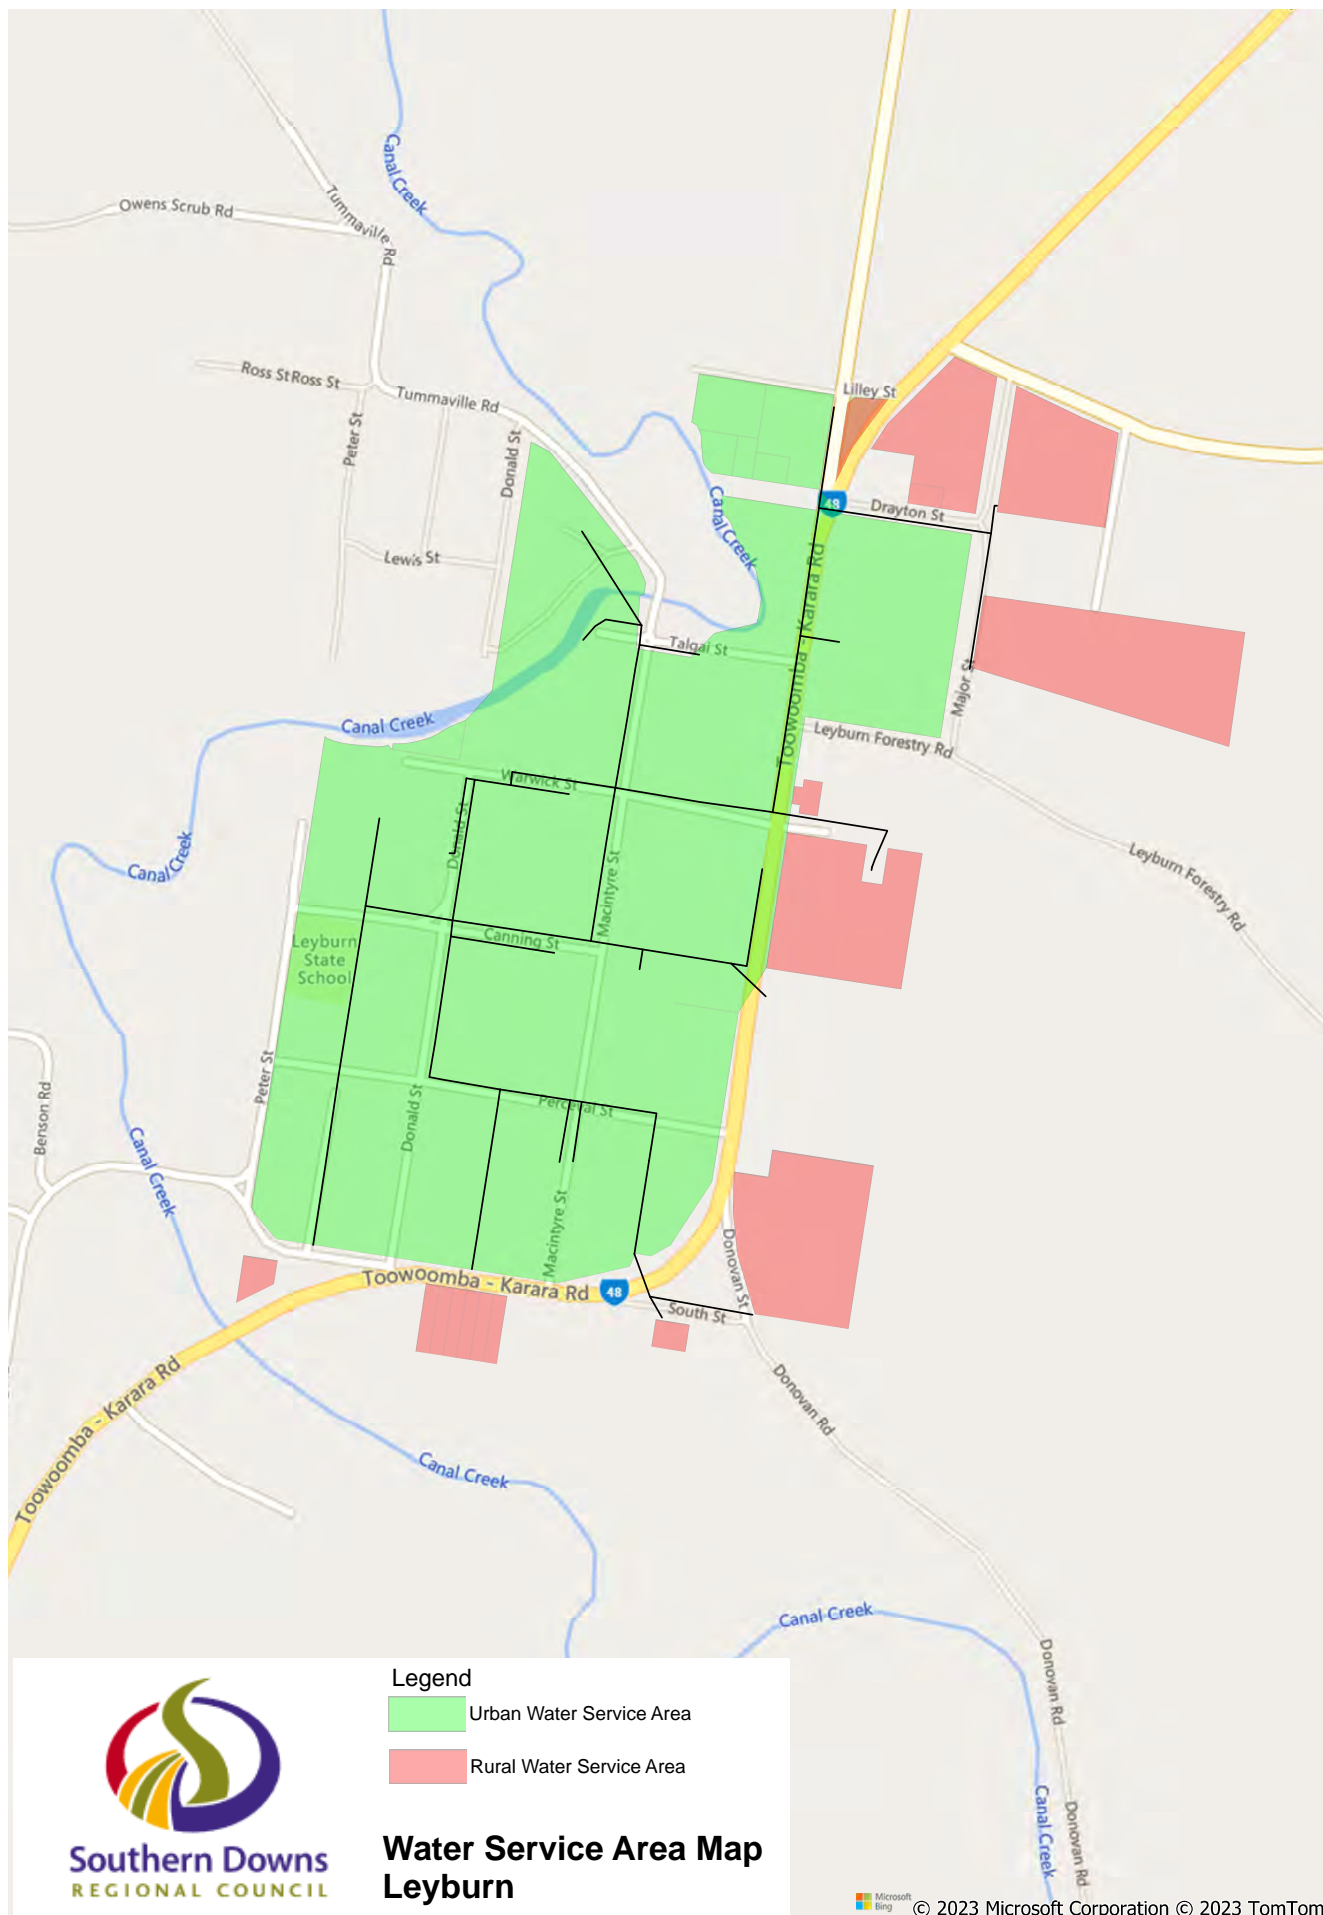 Canal Creek
Owens Scrub Rd
Tummaville Rd
Ross St
Ross St
Tummaville Rd
Lilley St
Peter St
Donald St
Canal Creek
48
Drayton St
Lewis St
Toowoomba - Karara Rd
Talgai St
Major St
Canal Creek
Leyburn Forestry Rd
Warwick St
Donald St
Canal Creek
Macintyre St
Leyburn Forestry Rd
Canning St
Leyburn
State
School
Peter St
Benson Rd
Donald St
Perceval St
Canal Creek
Macintyre St
Donovan St
Toowoomba - Karara Rd
48
South St
Donovan Rd
Toowoomba - Karara Rd
Canal Creek
Canal Creek
Donovan Rd
Canal Creek
Donovan Rd
Legend
Urban Water Service Area
Rural Water Service Area
Water Service Area Map
Leyburn
Southern Downs
REGIONAL COUNCIL
Microsoft
Bing
© 2023 Microsoft Corporation © 2023 TomTom